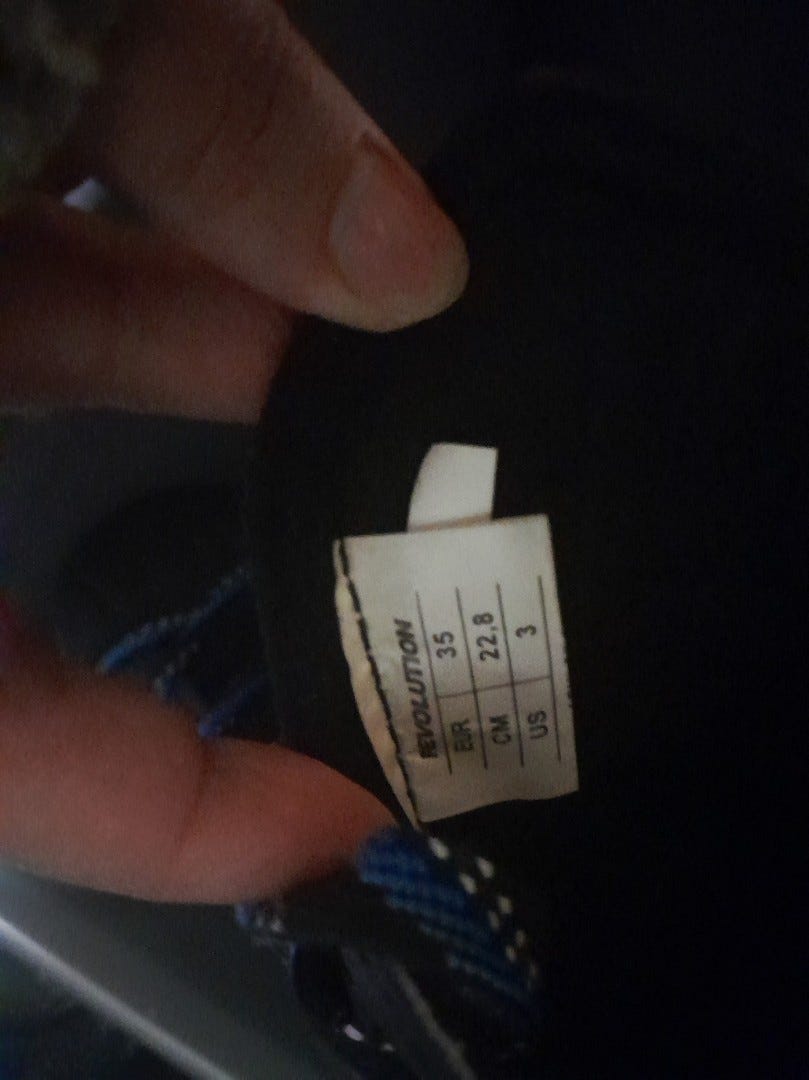 REVOLUTION
EUR 35
CM 22,8
US 3